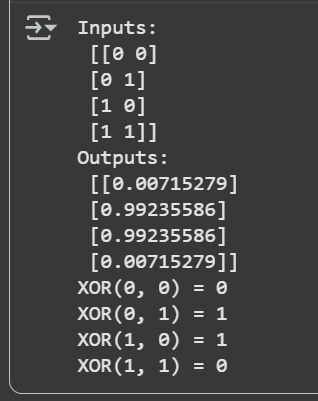 Inputs:
[[0 0]
[0 1]
[1 0]
[1 1]]
Outputs:
[[0.00715279]
[0.99235586]
[0.99235586]
[0.00715279]]
XOR(0, 0) = 0
XOR(0, 1) = 1
XOR(1, 0) = 1
XOR(1, 1) = 0